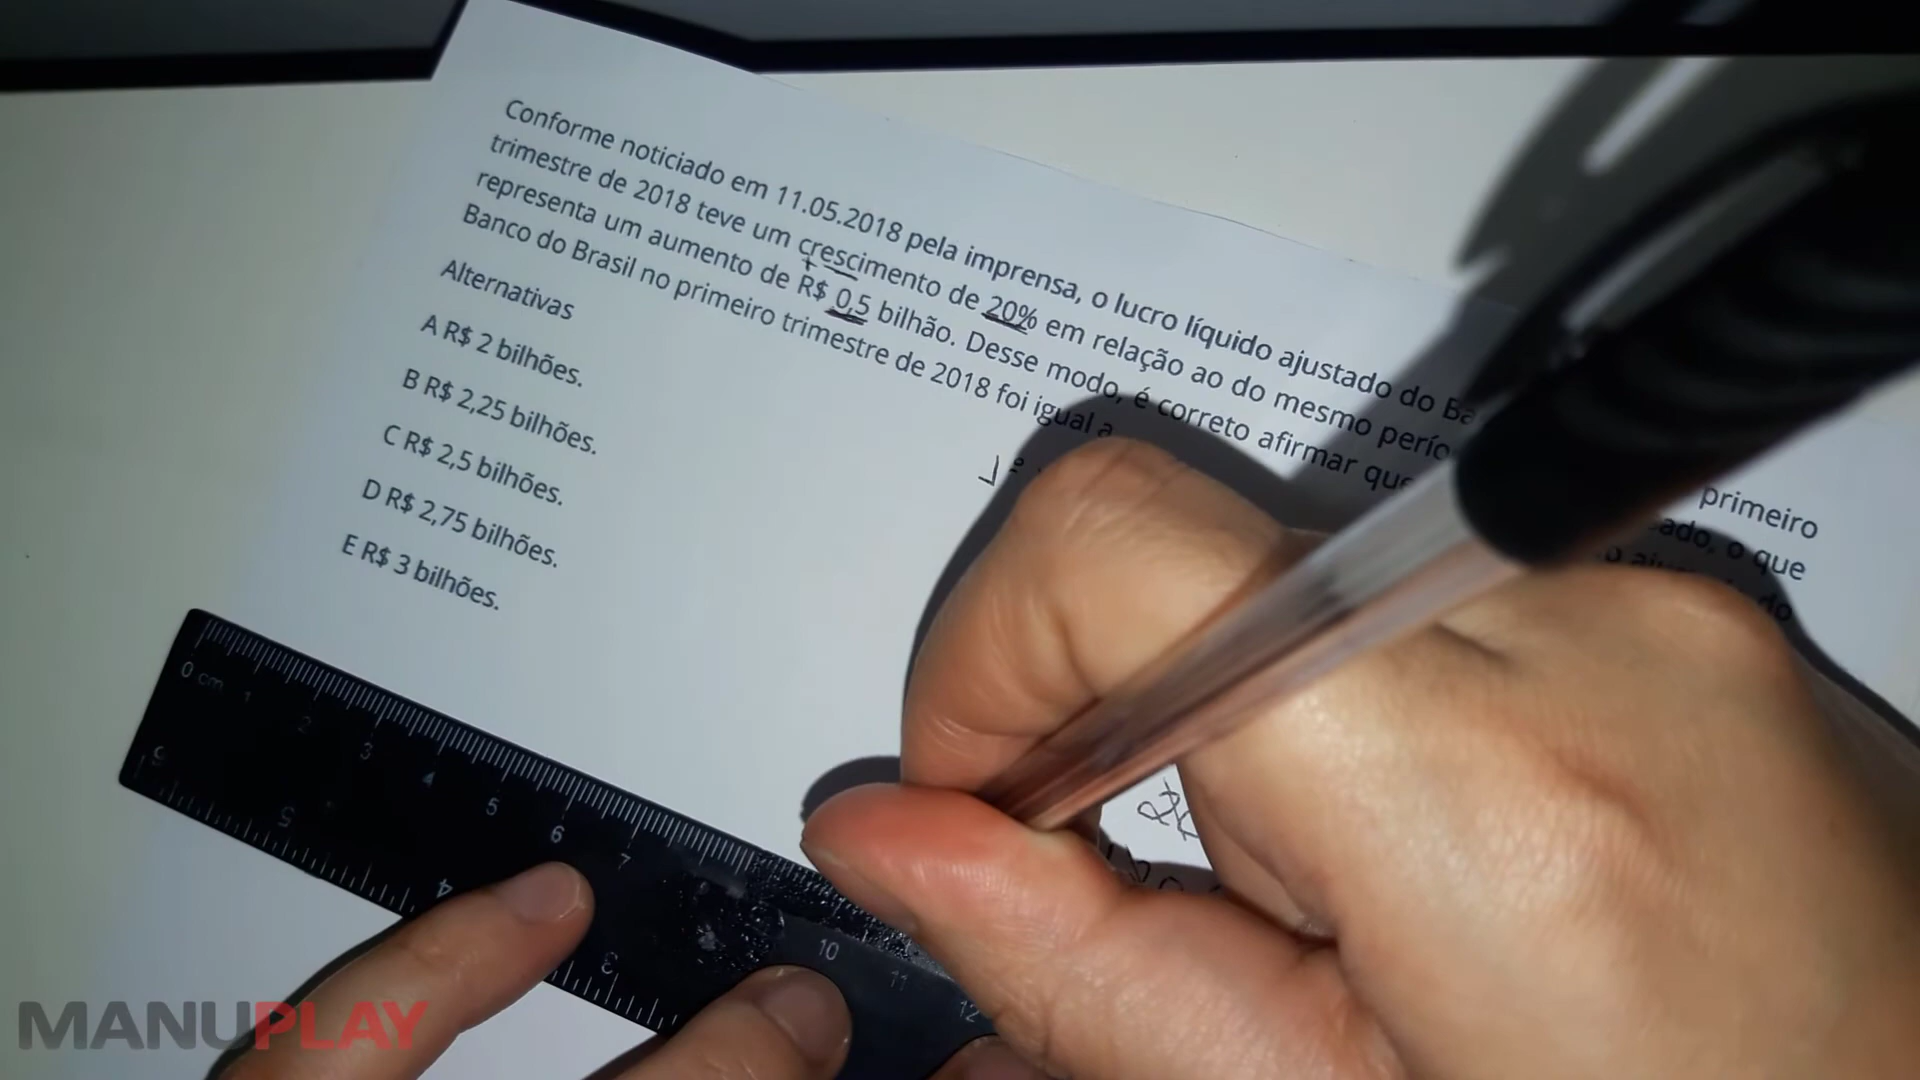 Conforme noticiado em 11.05.2018 pela imprensa, o lucro líquido ajustado do Ba primeiro
trimestre de 2018 teve um crescimento de 20% em relação ao do mesmo perío ado, o que
representa um aumento de R$ 0,5 bilhão. Desse modo, é correto afirmar que do
Banco do Brasil no primeiro trimestre de 2018 foi igual a
Alternativas
A R$ 2 bilhões.
B R$ 2,25 bilhões.
C R$ 2,5 bilhões.
D R$ 2,75 bilhões.
E R$ 3 bilhões.
0 cm 1 2 3 4 5 6 7 10 11 12
5 4 3
MANUPLAY